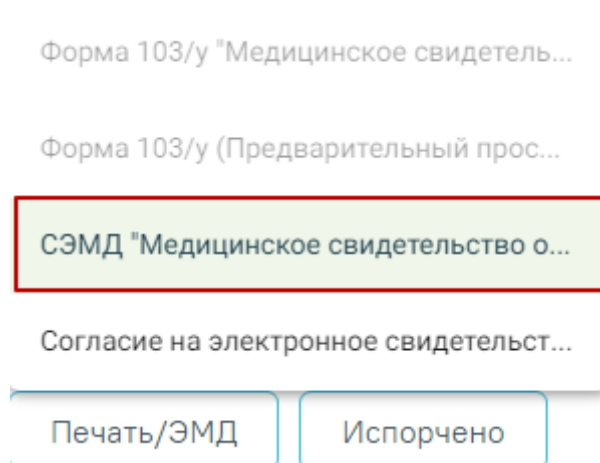 Форма 103/у "Медицинское свидетель...
Форма 103/у (Предварительный прос...
СЭМД "Медицинское свидетельство о...
Согласие на электронное свидетельст...
Печать/ЭМД Испорчено